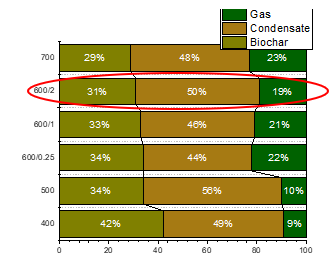 Gas
Condensate
Biochar
700 29% 48% 23%
600/2 31% 50% 19%
600/1 33% 46% 21%
600/0.25 34% 44% 22%
500 34% 56% 10%
400 42% 49% 9%
0 20 40 60 80 100